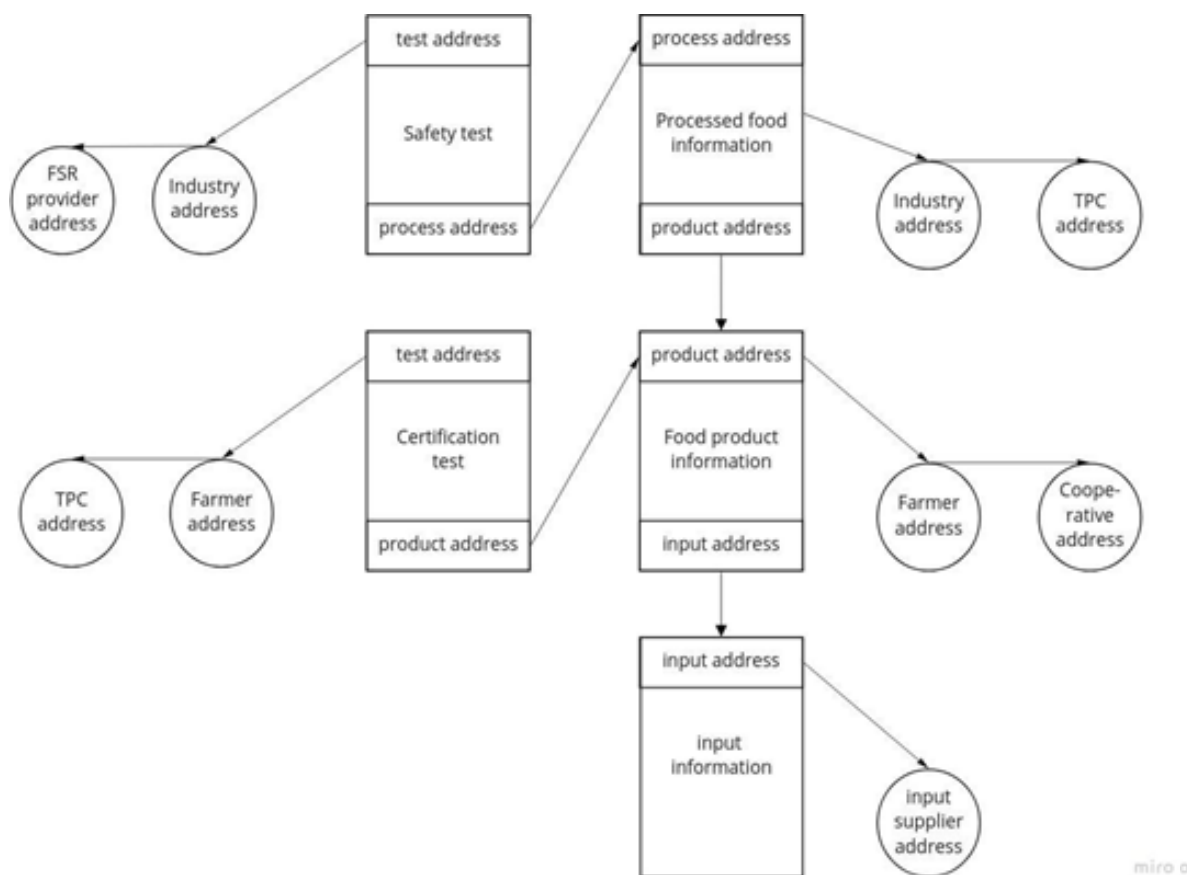 test address
process address
Safety test
Processed food
information
FSR
provider
address
Industry
address
Industry
address
TPC
address
process address
product address
test address
product address
Certification
test
Food product
information
TPC
address
Farmer
address
Farmer
address
Coope-
rative
address
product address
input address
input address
input
information
input
supplier
address
miro